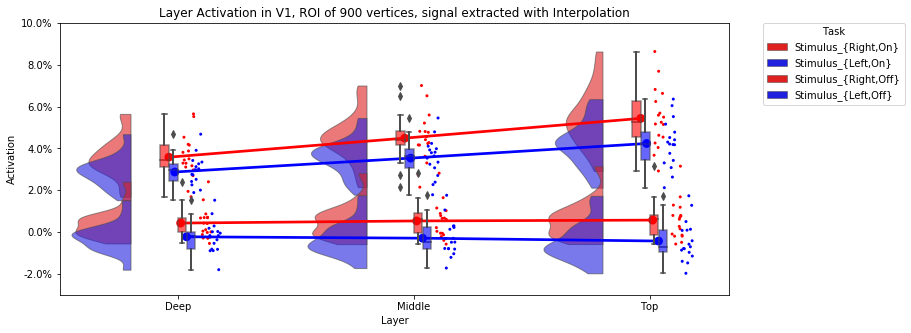 Layer Activation in V1, ROI of 900 vertices, signal extracted with Interpolation
10.0%
8.0%
6.0%
4.0%
2.0%
0.0%
-2.0%
Activation
Deep
Middle
Top
Layer
Task
Stimulus_{Right,On}
Stimulus_{Left,On}
Stimulus_{Right,Off}
Stimulus_{Left,Off}